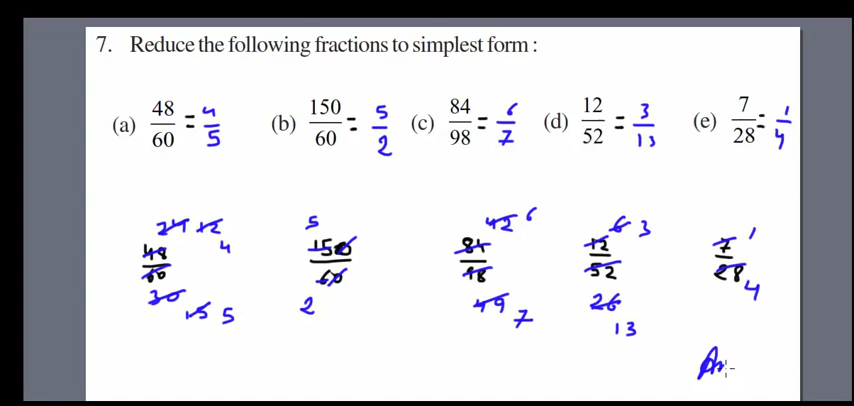 7. Reduce the following fractions to simplest form :
(a) 48/60 = 4/5 (b) 150/60 = 5/2 (c) 84/98 = 6/7 (d) 12/52 = 3/13 (e) 7/28 = 1/4
24 12 4 5 42 6 6 3 1
48/60 150/60 84/98 12/52 7/28
30 15 5 2 49 7 26 13 4